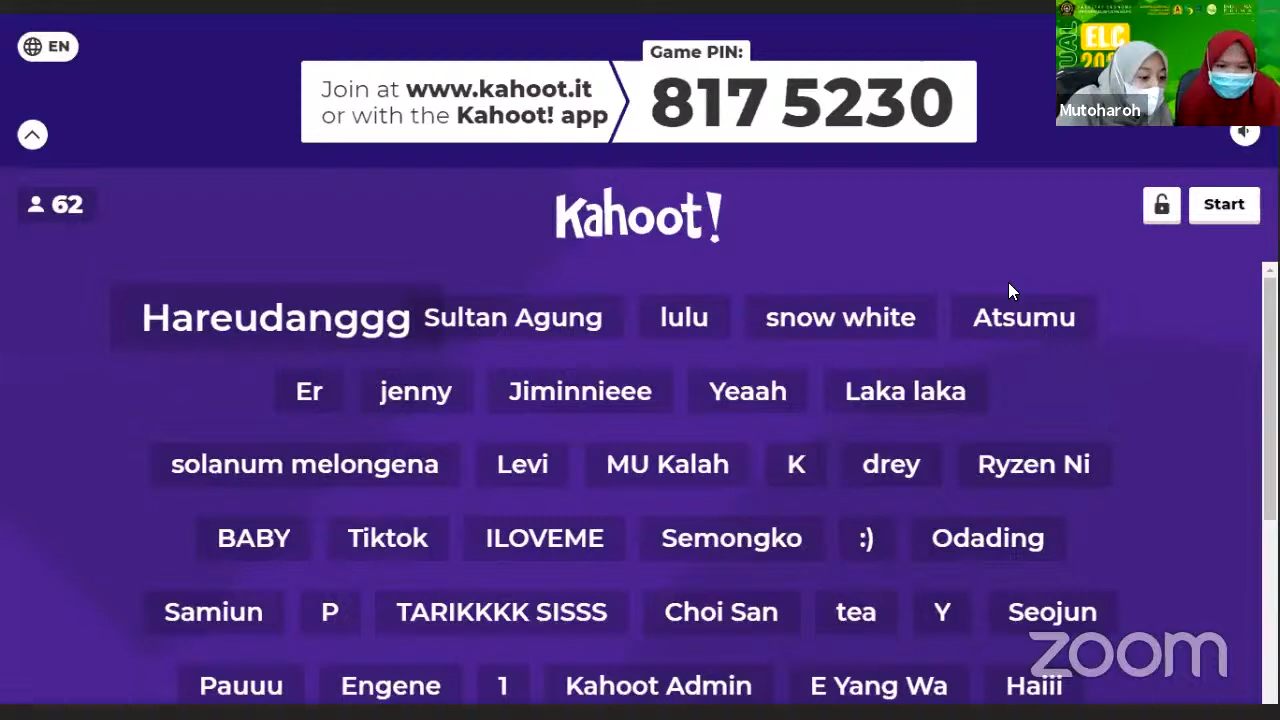 EN
Game PIN:
Join at www.kahoot.it
or with the Kahoot! app
817 5230
ELC
Mutoharoh
62
Kahoot!
Start
Hareudanggg Sultan Agung lulu snow white Atsumu
Er jenny Jiminnieee Yeaah Laka laka
solanum melongena Levi MU Kalah K drey Ryzen Ni
BABY Tiktok ILOVEME Semongko :) Odading
Samiun P TARIKKKK SISSS Choi San tea Y Seojun
Pauuu Engene 1 Kahoot Admin E Yang Wa Haiii
zoom